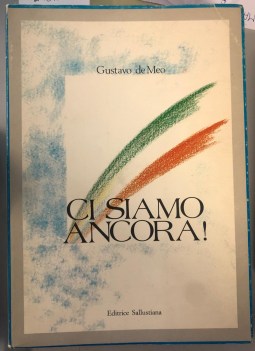 Gustavo de Meo
CI SIAMO
ANCORA!
Editrice Sallustiana